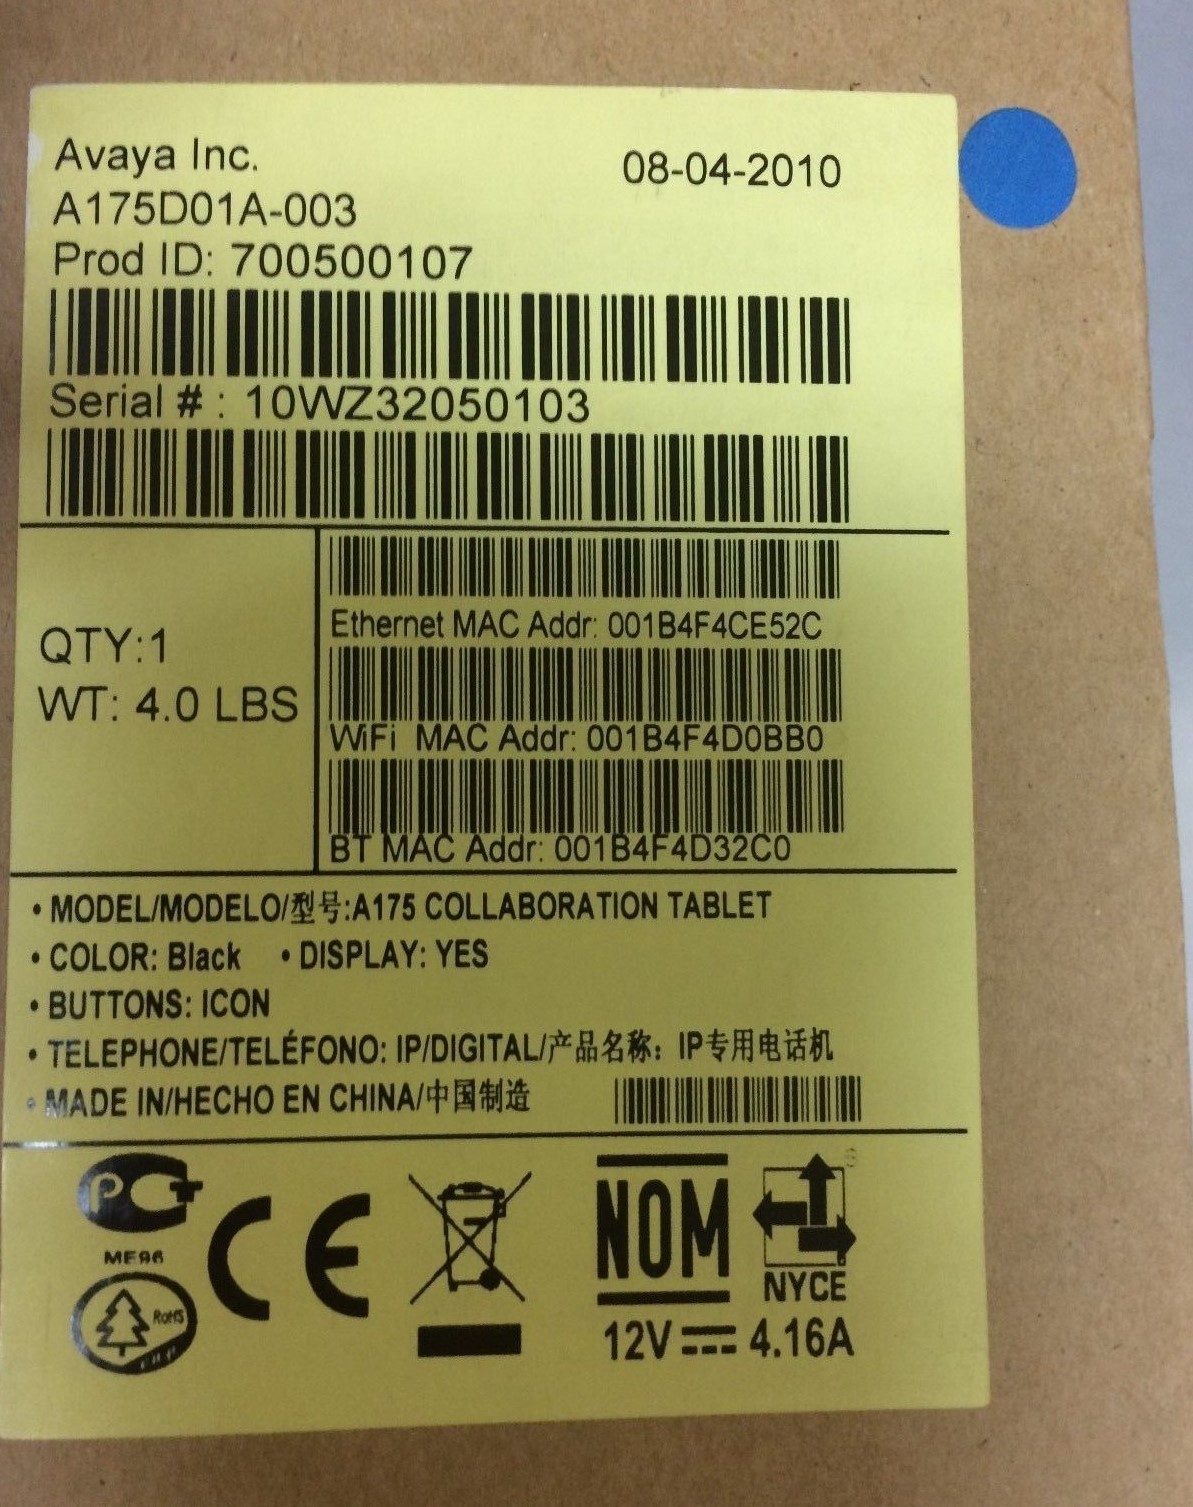 Avaya Inc.
08-04-2010
A175D01A-003
Prod ID: 700500107
Serial # : 10WZ32050103
QTY:1
WT: 4.0 LBS
Ethernet MAC Addr: 001B4F4CE52C
WiFi MAC Addr: 001B4F4D0BB0
BT MAC Addr: 001B4F4D32C0
• MODEL/MODELO/型号:A175 COLLABORATION TABLET
• COLOR: Black • DISPLAY: YES
• BUTTONS: ICON
• TELEPHONE/TELÉFONO: IP/DIGITAL/产品名称：IP专用电话机
• MADE IN/HECHO EN CHINA/中国制造
PCT
CE
ME96
RoHS
NOM
NYCE
12V 4.16A